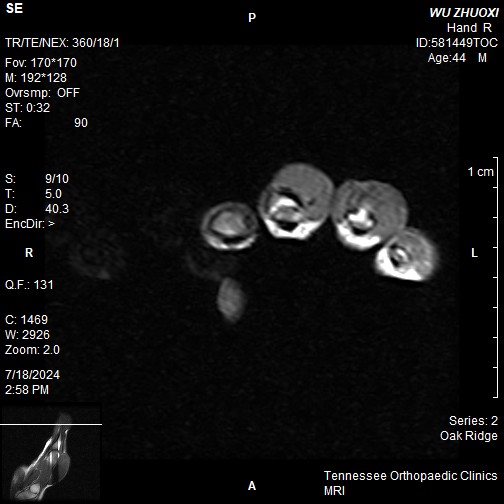 SE
P
WU ZHUOXI
Hand R
ID:581449TOC
Age:44 M
TR/TE/NEX: 360/18/1
Fov: 170*170
M: 192*128
Ovrsmp: OFF
ST: 0:32
FA: 90
1 cm
S: 9/10
T: 5.0
D: 40.3
EncDir: >
R
L
Q.F.: 131
C: 1469
W: 2926
Zoom: 2.0
7/18/2024
2:58 PM
Series: 2
Oak Ridge
A
Tennessee Orthopaedic Clinics
MRI